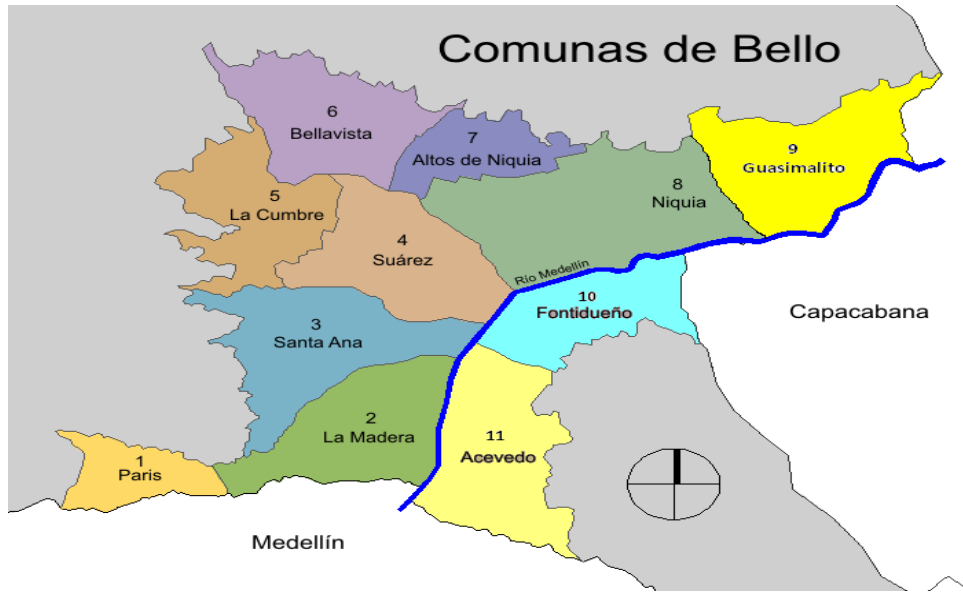 Comunas de Bello
6
Bellavista
7
Altos de Niquia
9
Guasimalito
5
La Cumbre
8
Niquia
4
Suárez
Río Medellín
10
Fontidueño
Capacabana
3
Santa Ana
2
La Madera
11
Acevedo
1
Paris
Medellín